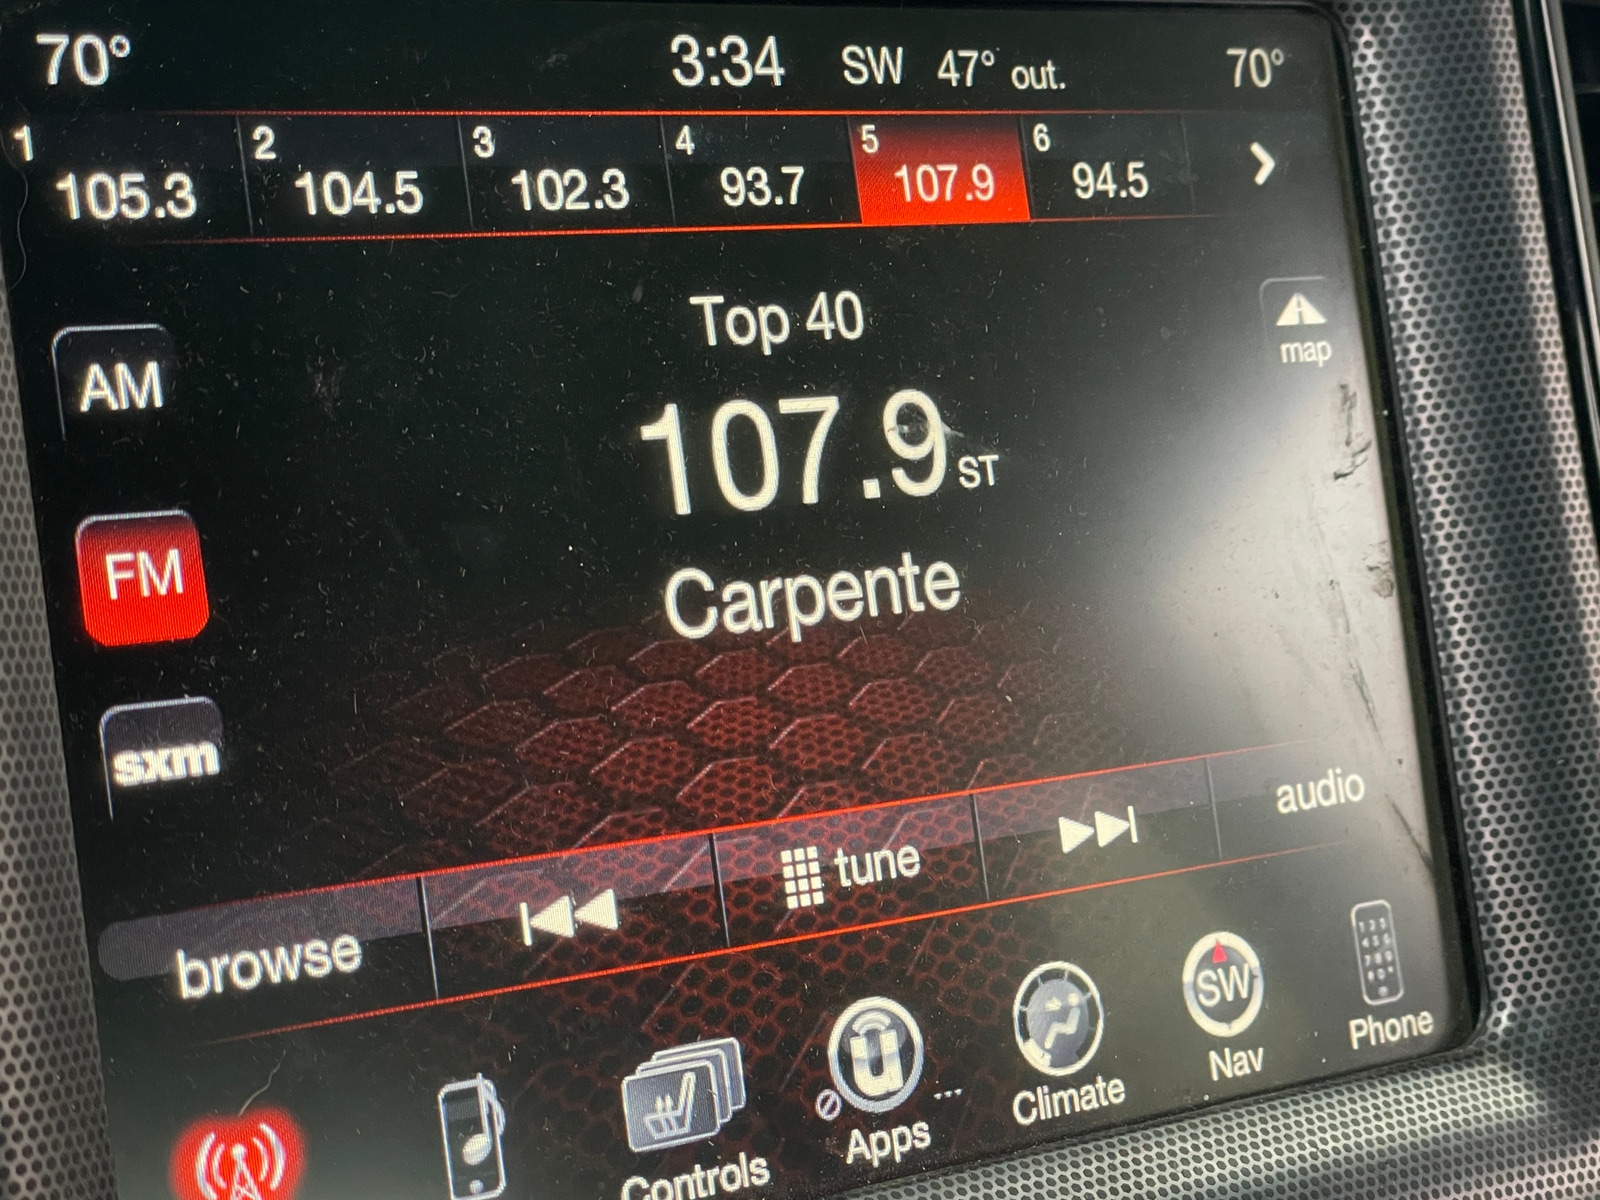 70° 3:34 SW 47° out. 70°
1 2 3 4 5 6
105.3 104.5 102.3 93.7 107.9 94.5
Top 40
map
AM
107.9 ST
FM
Carpente
sxm
audio
tune
browse
SW
Phone
Nav
Climate
Apps
Controls